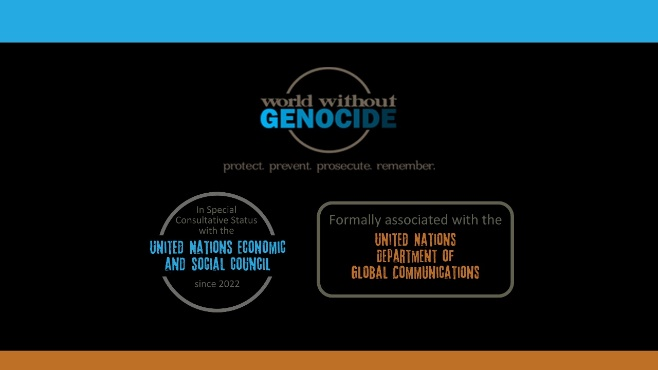 world without
GENOCIDE
protect. prevent. prosecute. remember.
In Special
Consultative Status
with the
UNITED NATIONS ECONOMIC
AND SOCIAL COUNCIL
since 2022
Formally associated with the
UNITED NATIONS
DEPARTMENT OF
GLOBAL COMMUNICATIONS